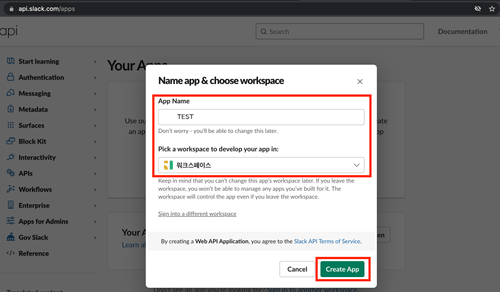 api.slack.com/apps
api
Search
Documentation
Start learning
Authentication
Messaging
Metadata
Surfaces
Block Kit
Interactivity
APIs
Workflows
Enterprise
Apps for Admins
Gov Slack
Reference
Your Apps
Name app & choose workspace
App Name
TEST
Don't worry - you'll be able to change this later.
Pick a workspace to develop your app in:
워크스페이스
Keep in mind that you can't change this app's workspace later. If you leave the
workspace, you won't be able to manage any apps you've built for it. The
workspace will control the app even if you leave the workspace.
Sign into a different workspace
By creating a Web API Application, you agree to the Slack API Terms of Service.
Cancel
Create App